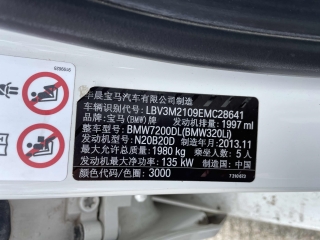 华晨宝马汽车有限公司制造
车辆识别代号 LBV3M2109EMC28641
品牌：宝马(BMW)牌 发动机排量：1997 ml
整车型号：BMW7200DL(BMW320Li)
发动机型号：N20B20D 制造年月：2013.11
最大允许总质量：1980 kg 乘坐人数：5 人
发动机最大净功率：135 kW 制造国：中国
颜色代码/色圈：3000